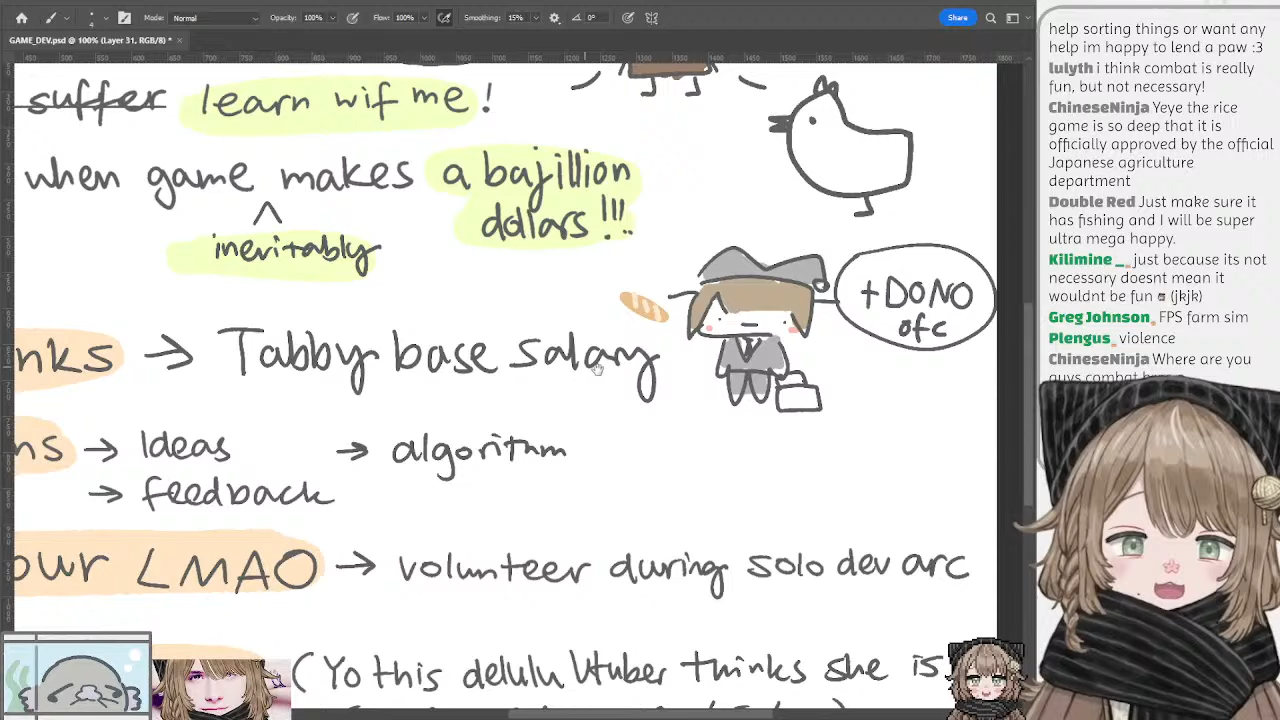 Mode: Normal Opacity: 100% Flow: 100% Smoothing: 15% 0° Share
GAME_DEV.psd @ 100% (Layer 31, RGB/8) *
suffer learn wif me!
when game makes a bajillion
dollars!!!
^
inevitably
+DONO
ofc
nks → Tabby base salary
ns → Ideas → algorithm
→ feedback
our LMAO → volunteer during solo dev arc
(Yo this delulu Vtuber thinks she is
help sorting things or want any
help im happy to lend a paw :3
lulyth i think combat is really
fun, but not necessary!
ChineseNinja Yeye the rice
game is so deep that it is
officially approved by the official
Japanese agriculture
department
Double Red Just make sure it
has fishing and I will be super
ultra mega happy.
Kilimine _ just because its not
necessary doesnt mean it
wouldnt be fun (jkjk)
Greg Johnson FPS farm sim
Plengus violence
ChineseNinja Where are you
guys combat